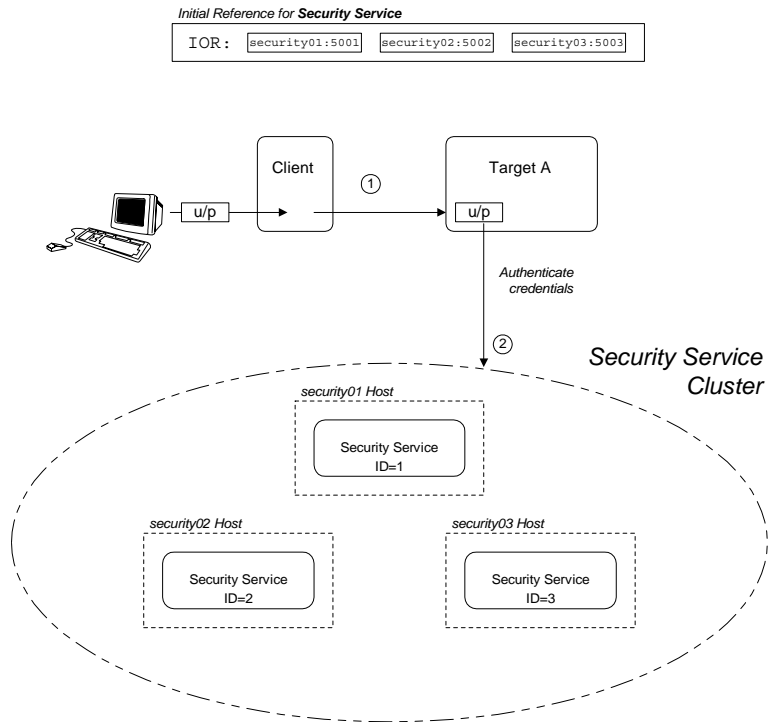 Initial Reference for Security Service
IOR: security01:5001 security02:5002 security03:5003
Client
Target A
1
u/p
u/p
Authenticate
credentials
2
Security Service
Cluster
security01 Host
Security Service
ID=1
security02 Host
security03 Host
Security Service
ID=2
Security Service
ID=3